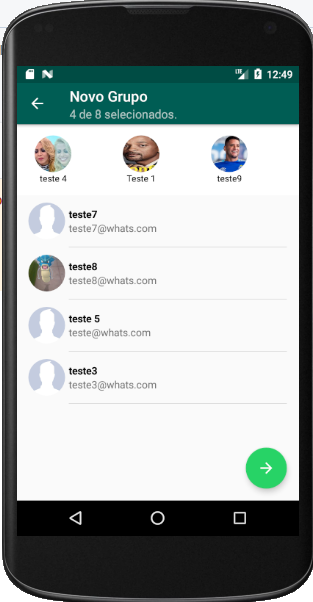 12:49
Novo Grupo
4 de 8 selecionados.
teste 4
Teste 1
teste9
teste7
teste7@whats.com
teste8
teste8@whats.com
teste 5
teste@whats.com
teste3
teste3@whats.com